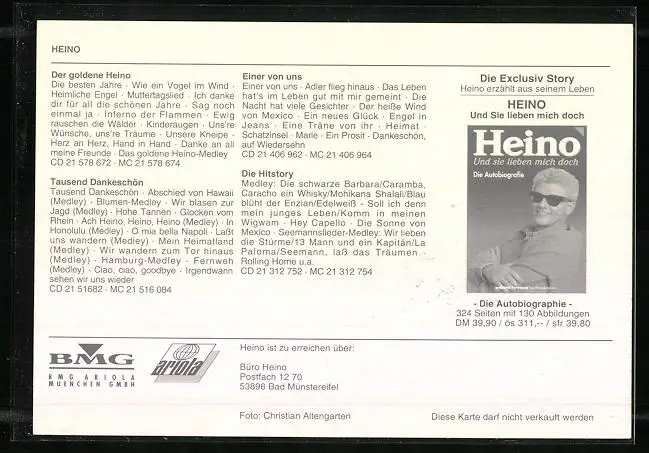 HEINO
Der goldene Heino
Die besten Jahre · Wie ein Vogel im Wind ·
Heimliche Engel · Muttertagslied · Ich danke
dir für all die schönen Jahre · Sag noch
einmal ja · Inferno der Flammen · Ewig
rauschen die Wälder · Kinderaugen · Uns're
Wünsche, uns're Träume · Unsere Kneipe ·
Herz an Herz, Hand in Hand · Danke an all
meine Freunde · Das goldene Heino-Medley
CD 21 578 672 · MC 21 578 674
Tausend Dankeschön
Tausend Dankeschön · Abschied von Hawaii
(Medley) · Blumen-Medley · Wir blasen zur
Jagd (Medley) · Hohe Tannen · Glocken vom
Rhein · Ach Heino, Heino, Heino (Medley) · In
Honolulu (Medley) · O mia bella Napoli · Laßt
uns wandern (Medley) · Mein Heimatland
(Medley) · Wir wandern zum Tor hinaus
(Medley) · Hamburg-Medley · Fernweh
(Medley) · Ciao, ciao, goodbye · Irgendwann
sehen wir uns wieder
CD 21 51682 · MC 21 516 084
Einer von uns
Einer von uns · Adler flieg hinaus · Das Leben
hat's im Leben gut mit mir gemeint · Die
Nacht hat viele Gesichter · Der heiße Wind
von Mexico · Ein neues Glück · Engel in
Jeans · Eine Träne von ihr · Heimat ·
Schatzinsel · Marie · Ein Prosit · Dankeschön,
auf Wiedersehn
CD 21 406 962 · MC 21 406 964
Die Hitstory
Medley: Die schwarze Barbara/Caramba,
Caracho ein Whisky/Mohikana Shalali/Blau
blüht der Enzian/Edelweiß · Soll ich denn
mein junges Leben/Komm in meinen
Wigwam · Hey Capello · Die Sonne von
Mexico · Seemannslieder-Medley: Wir lieben
die Stürme/13 Mann und ein Kapitän/La
Paloma/Seemann, laß das Träumen ·
Rolling Home u.a.
CD 21 312 752 · MC 21 312 754
Die Exclusiv Story
Heino erzählt aus seinem Leben
HEINO
Und Sie lieben mich doch
Heino
Und sie lieben mich doch
Die Autobiografie
- Die Autobiographie -
324 Seiten mit 130 Abbildungen
DM 39,90 / ös 311,-- / sfr 39,80
BMG
BMG ARIOLA
MUENCHEN GMBH
ariola
Heino ist zu erreichen über:
Büro Heino
Postfach 12 70
53896 Bad Münstereifel
Foto: Christian Altengarten
Diese Karte darf nicht verkauft werden